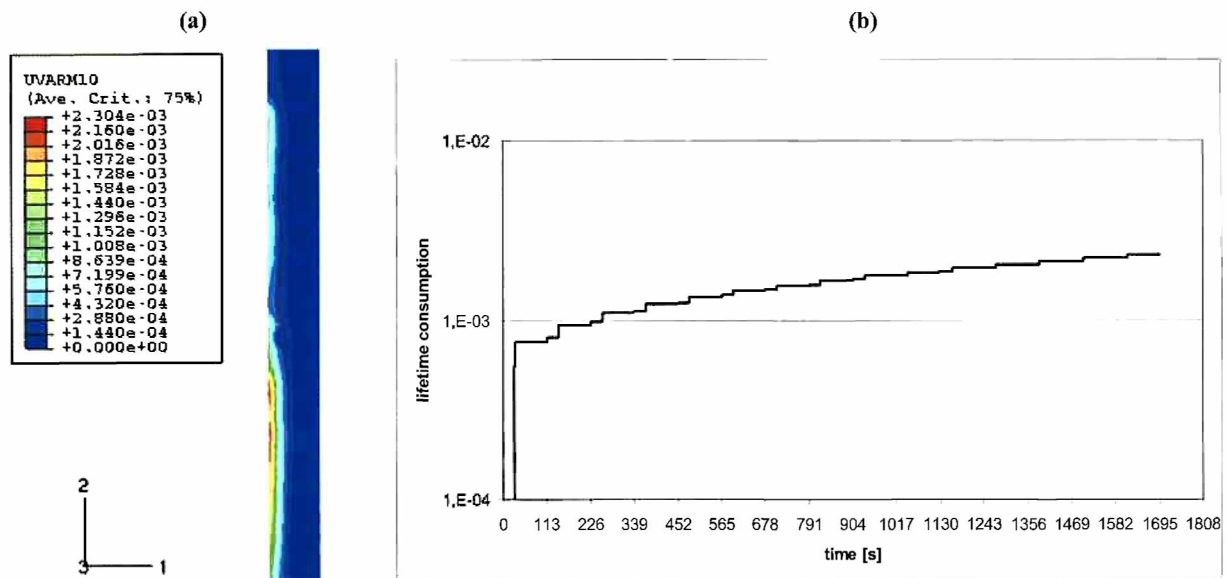 (a)
UVARM10
(Ave. Crit.: 75%)
+2.304e-03
+2.160e-03
+2.016e-03
+1.872e-03
+1.728e-03
+1.584e-03
+1.440e-03
+1.296e-03
+1.152e-03
+1.008e-03
+8.639e-04
+7.199e-04
+5.760e-04
+4.320e-04
+2.880e-04
+1.440e-04
+0.000e+00
2
3
1
(b)
1,E-02
1,E-03
1,E-04
lifetime consumption
0 113 226 339 452 565 678 791 904 1017 1130 1243 1356 1469 1582 1695 1808
time [s]